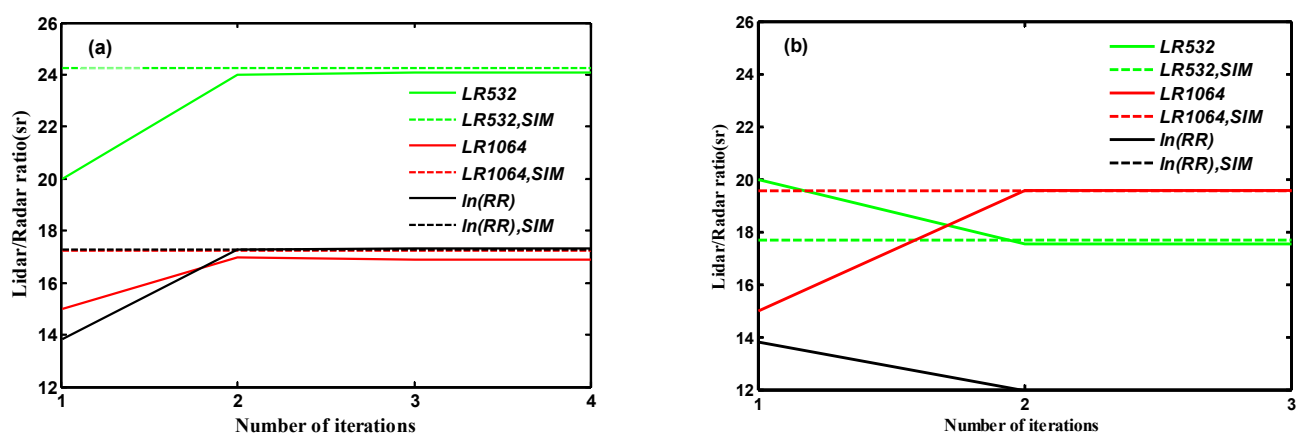 26
24
22
20
18
16
14
12
1
2
3
4
Lidar/Radar ratio(sr)
Number of iterations
(a)
LR532
LR532,SIM
LR1064
LR1064,SIM
ln(RR)
ln(RR),SIM
26
24
22
20
18
16
14
12
1
2
3
Lidar/Radar ratio(sr)
Number of iterations
(b)
LR532
LR532,SIM
LR1064
LR1064,SIM
ln(RR)
ln(RR),SIM